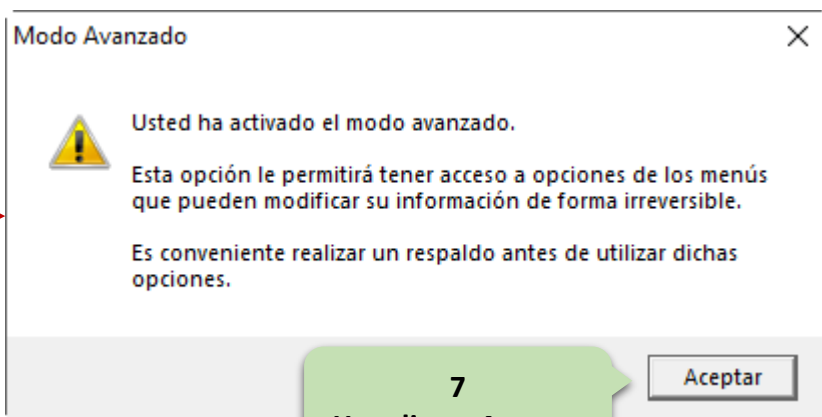 Modo Avanzado
Usted ha activado el modo avanzado.
Esta opción le permitirá tener acceso a opciones de los menús
que pueden modificar su información de forma irreversible.
Es conveniente realizar un respaldo antes de utilizar dichas
opciones.
Aceptar
7